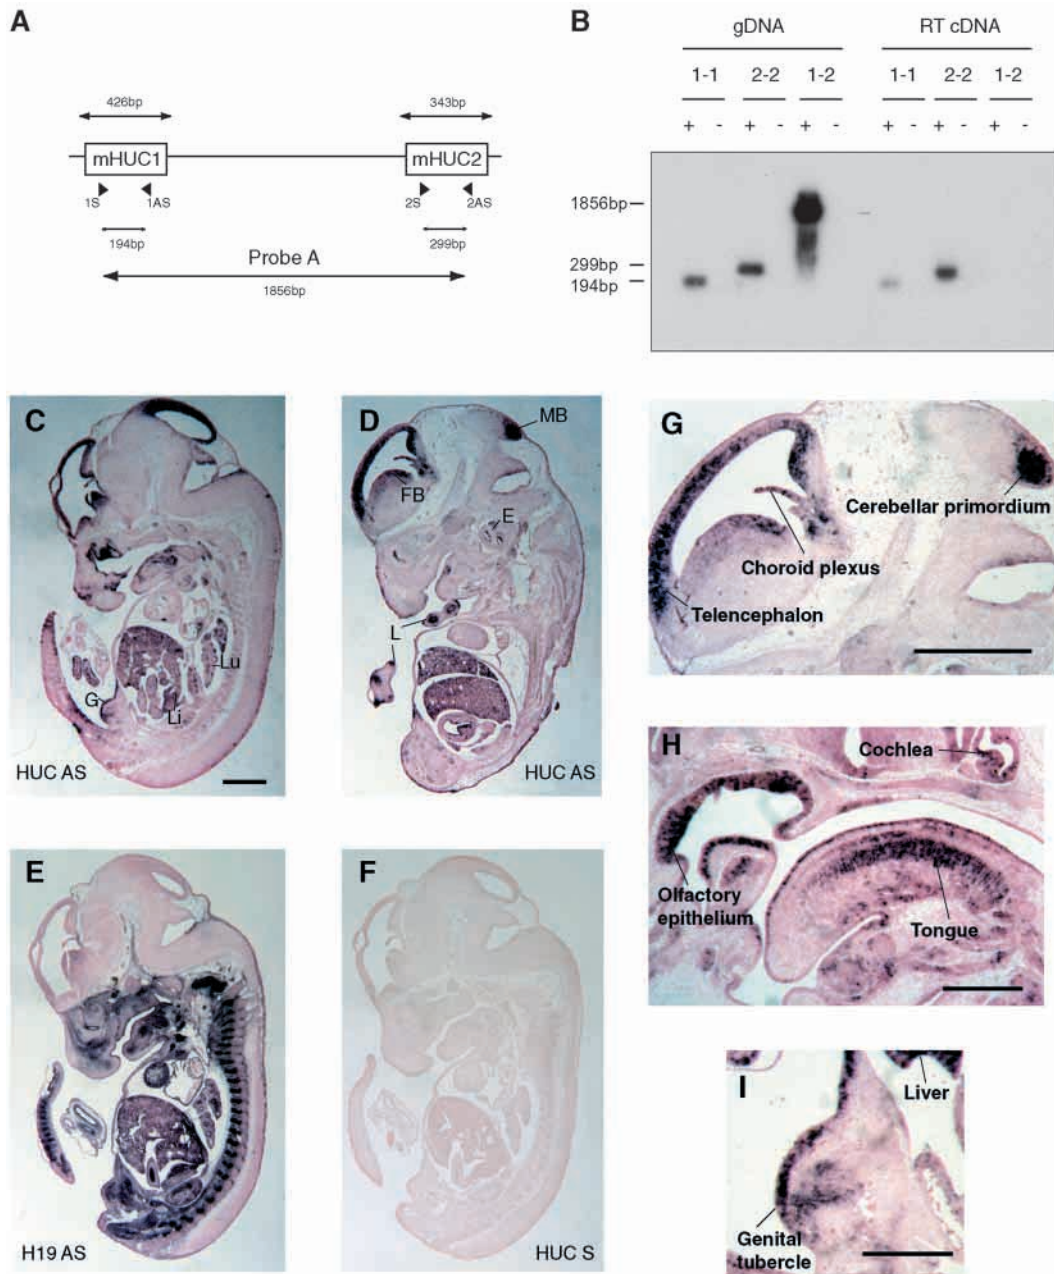 A
426bp
343bp
mHUC1
mHUC2
1S
1AS
2S
2AS
194bp
299bp
Probe A
1856bp
B
gDNA
RT cDNA
1-1 2-2 1-2 1-1 2-2 1-2
+ - + - + - + - + - + -
1856bp
299bp
194bp
C
Lu
G
Li
HUC AS
D
MB
FB
E
L
HUC AS
E
H19 AS
F
HUC S
G
Cerebellar primordium
Choroid plexus
Telencephalon
H
Cochlea
Olfactory
epithelium
Tongue
I
Liver
Genital
tubercle